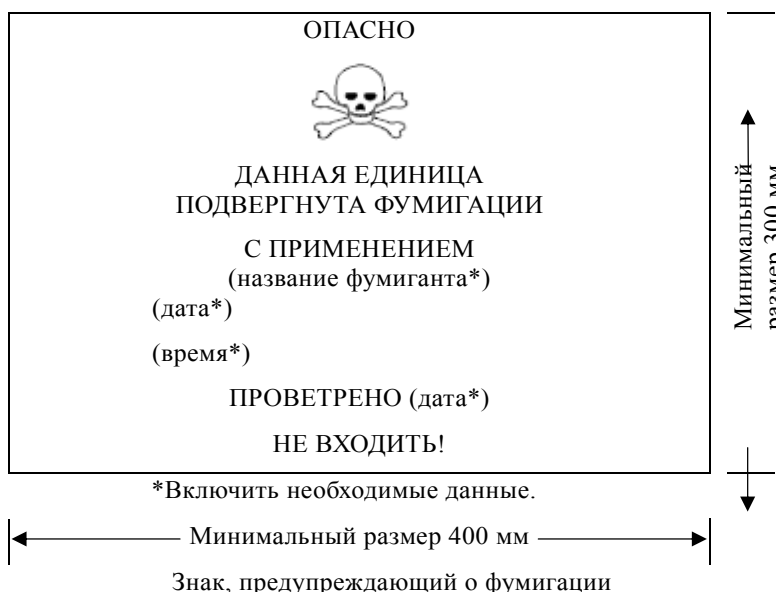 ОПАСНО
ДАННАЯ ЕДИНИЦА
ПОДВЕРГНУТА ФУМИГАЦИИ
С ПРИМЕНЕНИЕМ
(название фумиганта*)
(дата*)
(время*)
ПРОВЕТРЕНО (дата*)
НЕ ВХОДИТЬ!
Минимальный
размер 300 мм
*Включить необходимые данные.
Минимальный размер 400 мм
Знак, предупреждающий о фумигации